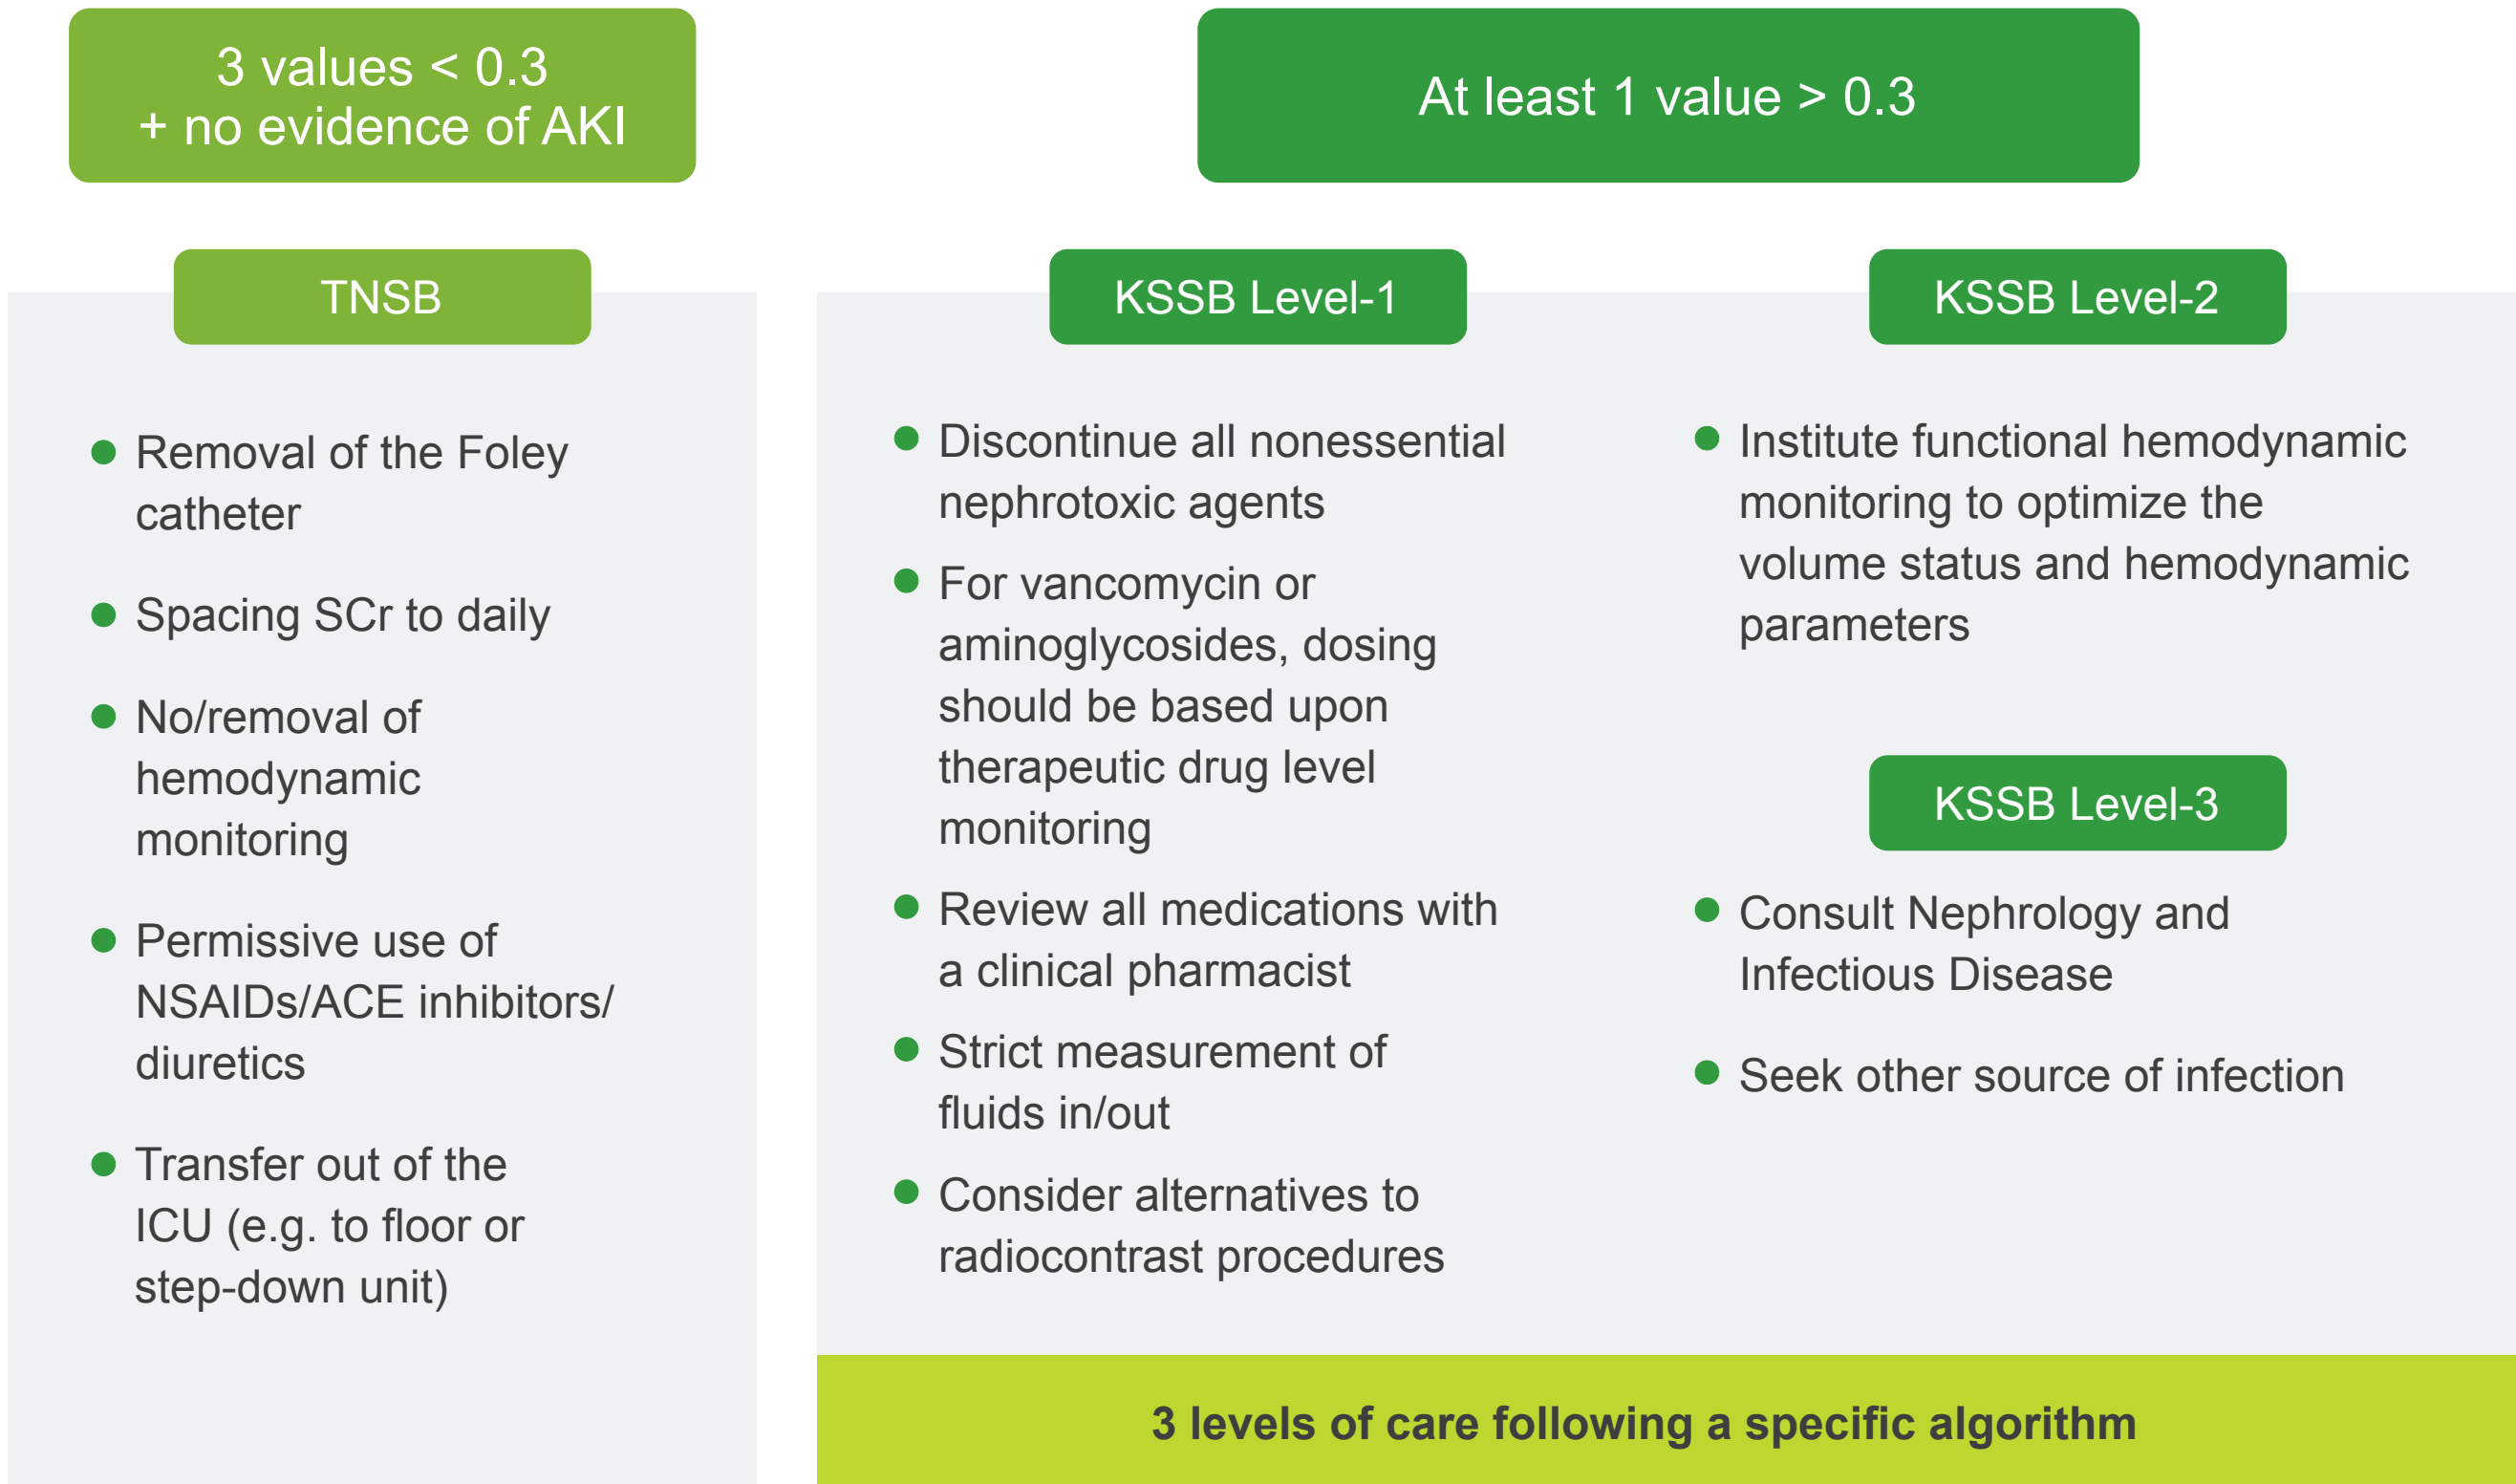 3 values < 0.3
+ no evidence of AKI
TNSB
Removal of the Foley
catheter
Spacing SCr to daily
No/removal of
hemodynamic
monitoring
Permissive use of
NSAIDs/ACE inhibitors/
diuretics
Transfer out of the
ICU (e.g. to floor or
step-down unit)
At least 1 value > 0.3
KSSB Level-1
Discontinue all nonessential
nephrotoxic agents
For vancomycin or
aminoglycosides, dosing
should be based upon
therapeutic drug level
monitoring
Review all medications with
a clinical pharmacist
Strict measurement of
fluids in/out
Consider alternatives to
radiocontrast procedures
KSSB Level-2
Institute functional hemodynamic
monitoring to optimize the
volume status and hemodynamic
parameters
KSSB Level-3
Consult Nephrology and
Infectious Disease
Seek other source of infection
3 levels of care following a specific algorithm